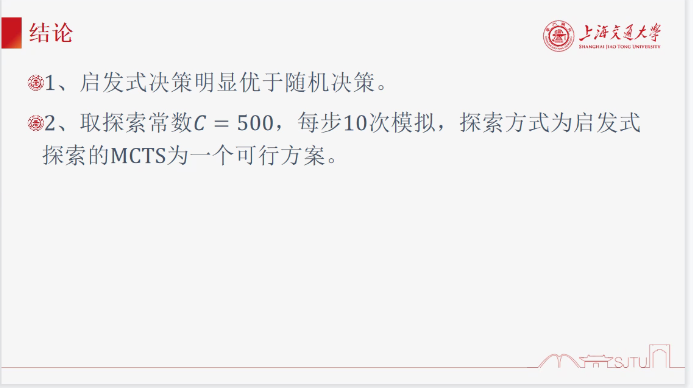 结论
上海交通大学
SHANGHAI JIAO TONG UNIVERSITY
1、启发式决策明显优于随机决策。
2、取探索常数C = 500，每步10次模拟，探索方式为启发式
探索的MCTS为一个可行方案。
SJTU